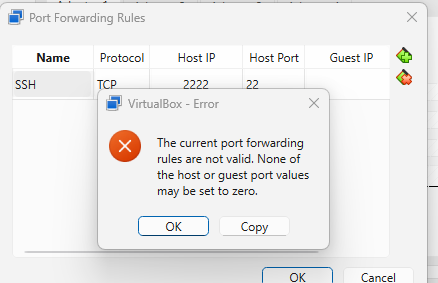 Port Forwarding Rules
Name Protocol Host IP Host Port Guest IP
SSH TCP 2222 22
VirtualBox - Error
The current port forwarding
rules are not valid. None of
the host or guest port values
may be set to zero.
OK Copy
OK Cancel